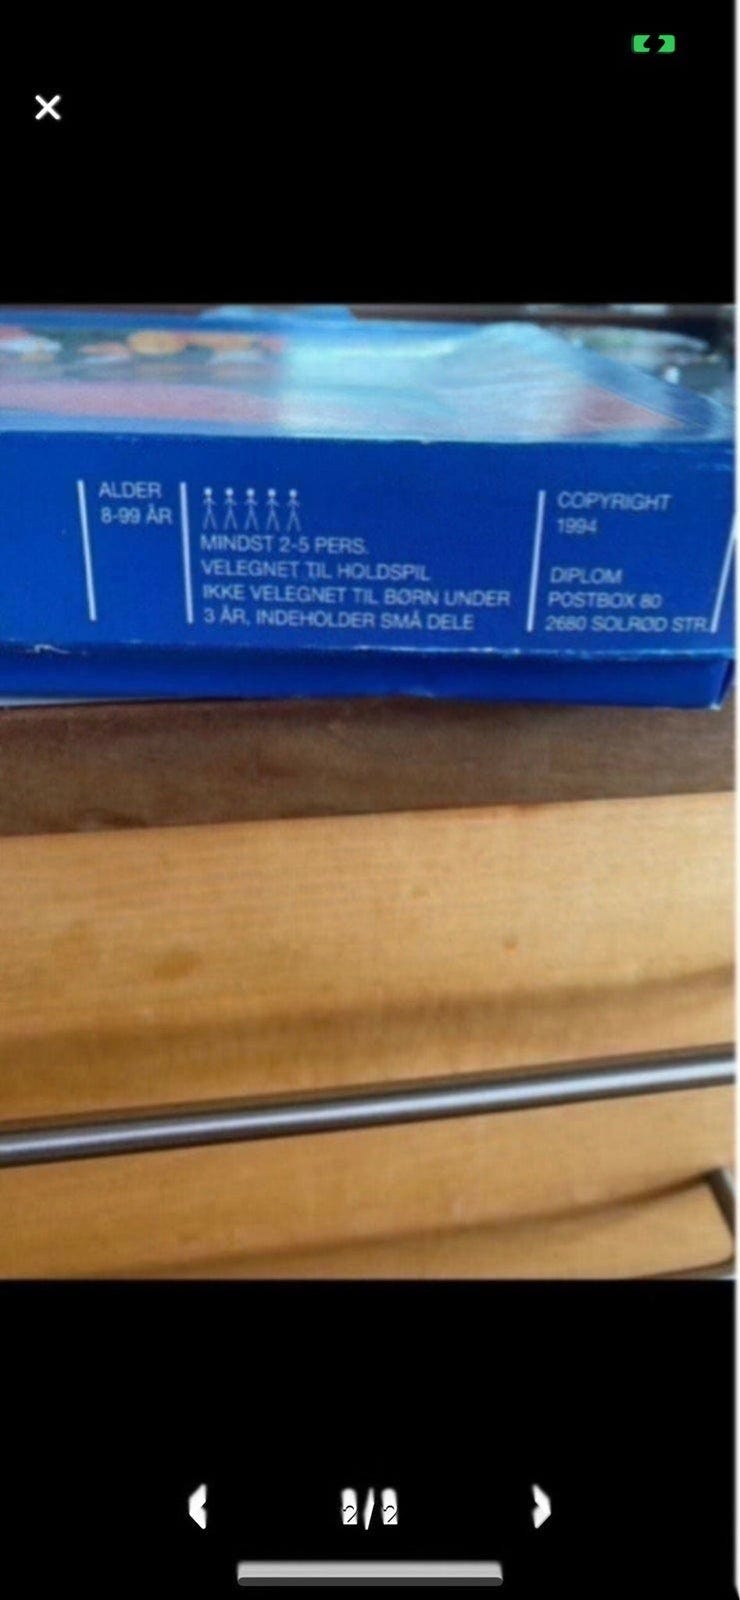 ALDER
8-99 ÅR
MINDST 2-5 PERS.
VELEGNET TIL HOLDSPIL
IKKE VELEGNET TIL BØRN UNDER
3 ÅR, INDEHOLDER SMÅ DELE
COPYRIGHT
1994
DIPLOM
POSTBOX 80
2680 SOLRØD STR.
2/2